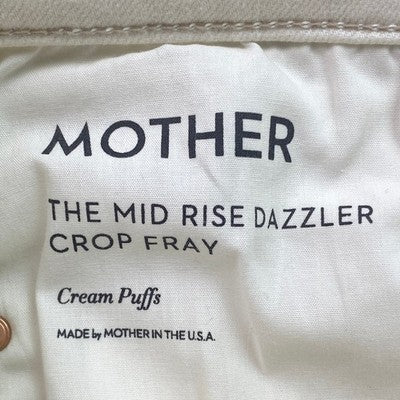 MOTHER
THE MID RISE DAZZLER
CROP FRAY
Cream Puffs
MADE by MOTHER IN THE U.S.A.